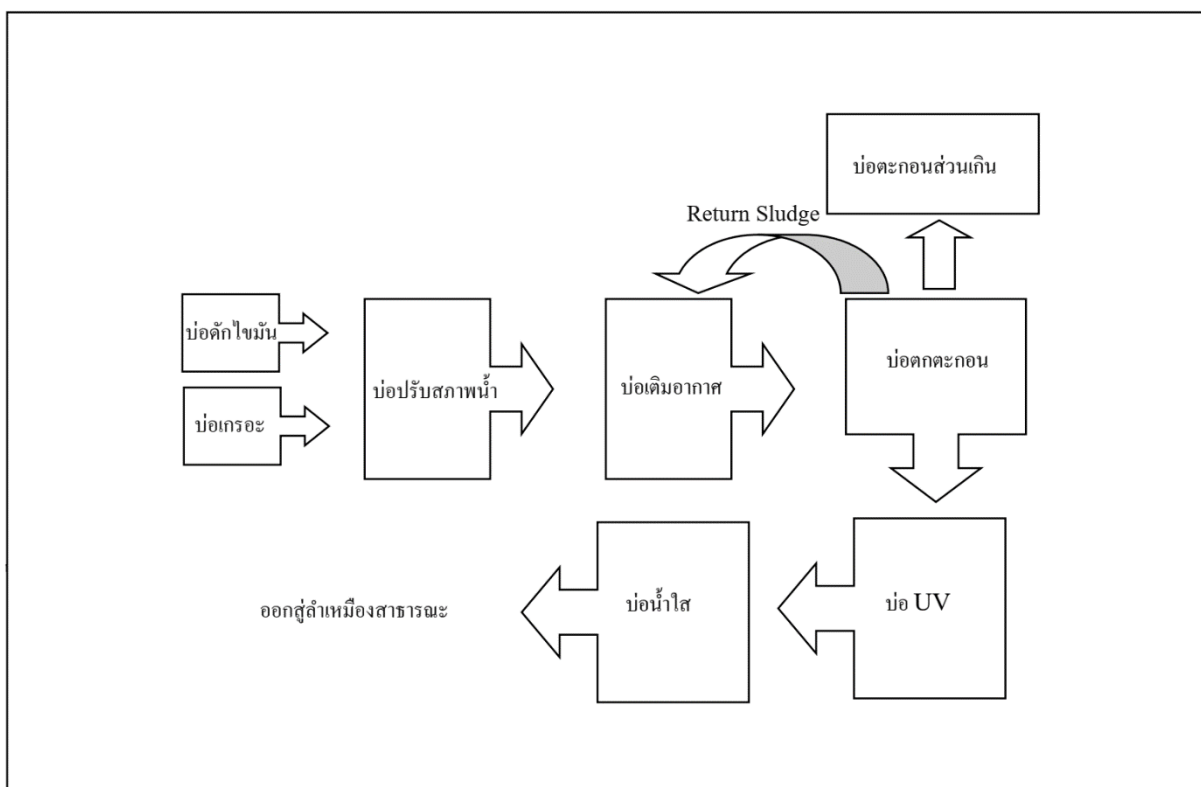 บ่อตะกอนส่วนเกิน
Return Sludge
บ่อดักไขมัน
บ่อปรับสภาพน้ำ
บ่อเติมอากาศ
บ่อตกตะกอน
บ่อเกรอะ
ออกสู่ลำเหมืองสาธารณะ
บ่อน้ำใส
บ่อ UV